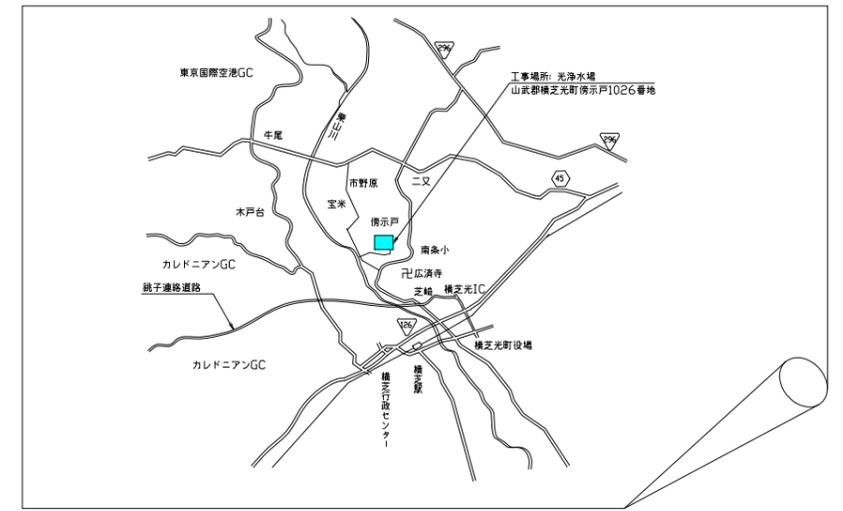 296
東京国際空港GC
工事場所: 光浄水場
山武郡横芝光町傍示戸1026番地
栗山川
牛尾
296
市野原
二又
45
宝米
木戸台
傍示戸
南条小
カレドニアンGC
卍広済寺
銚子連絡道路
芝崎
横芝光IC
126
横芝光町役場
カレドニアンGC
横芝行政センター
横芝駅